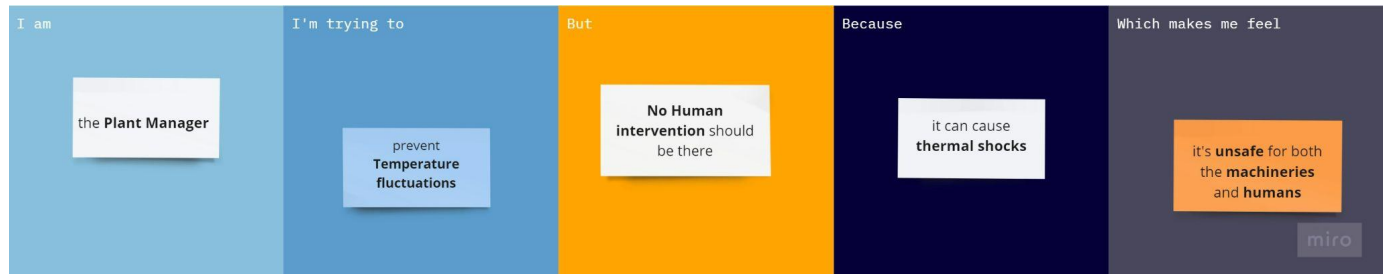 I am
the Plant Manager
I'm trying to
prevent
Temperature
fluctuations
But
No Human
intervention should
be there
Because
it can cause
thermal shocks
Which makes me feel
it's unsafe for both
the machineries
and humans
miro